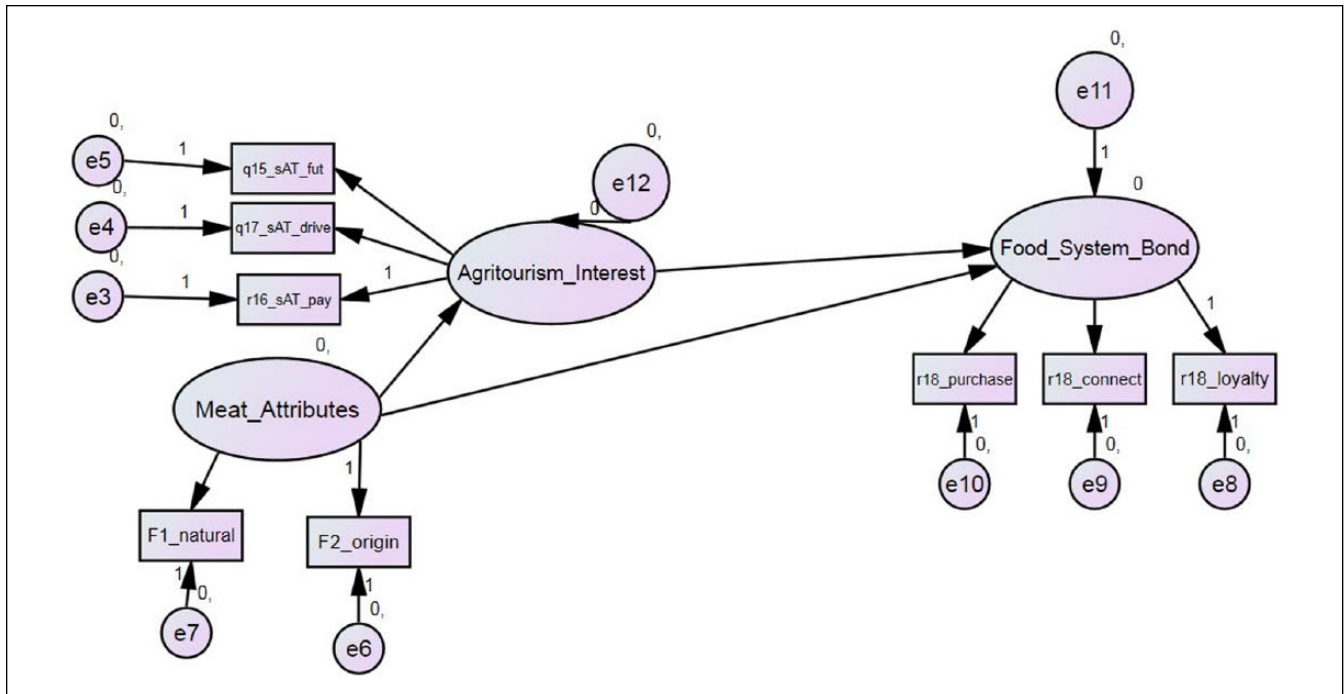 0,
e11
1
0
Food_System_Bond
0,
e5
1
q15_sAT_fut
0,
e4
1
q17_sAT_drive
0,
e3
1
r16_sAT_pay
1
0,
e12
0
Agritourism_Interest
0,
Meat_Attributes
1
F1_natural
F2_origin
1
0,
e7
1
0,
e6
1
r18_purchase
r18_connect
r18_loyalty
1
0,
e10
1
0,
e9
1
0,
e8